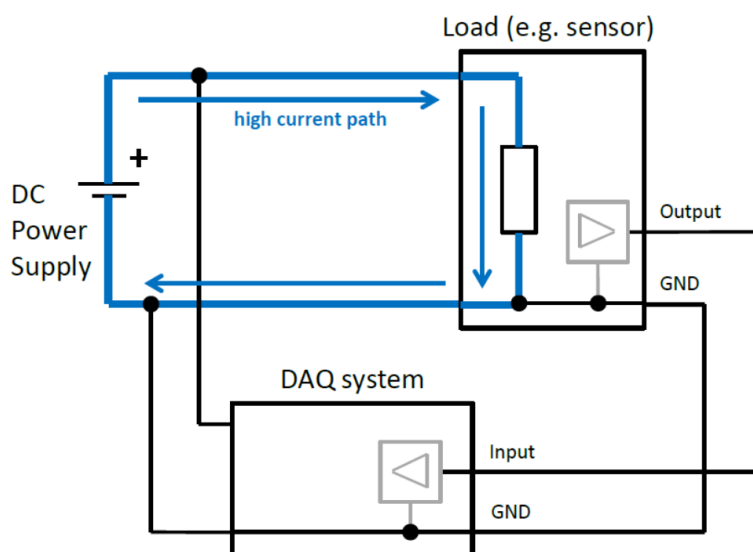 Load (e.g. sensor)
high current path
+
DC
Power
Supply
Output
GND
DAQ system
Input
GND